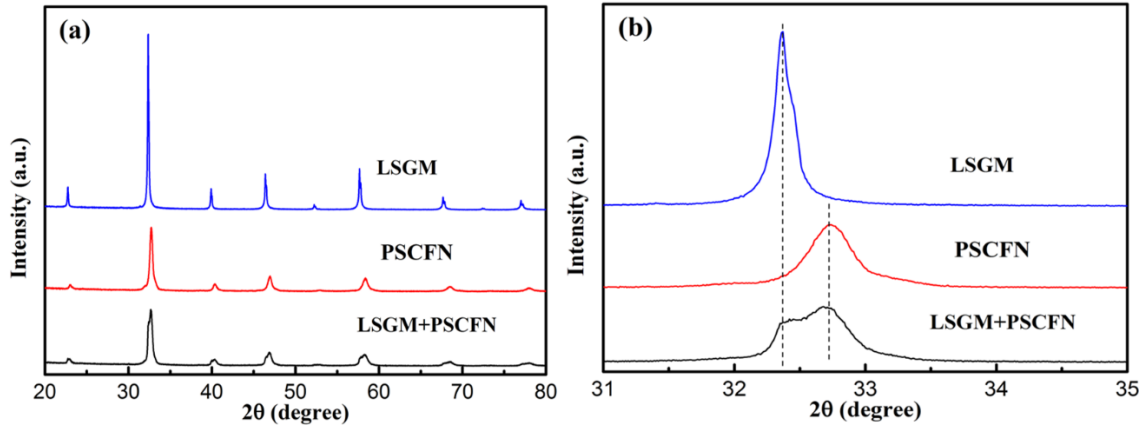 (a)
Intensity (a.u.)
LSGM
PSCFN
LSGM+PSCFN
20 30 40 50 60 70 80
2θ (degree)
(b)
Intensity (a.u.)
LSGM
PSCFN
LSGM+PSCFN
31 32 33 34 35
2θ (degree)